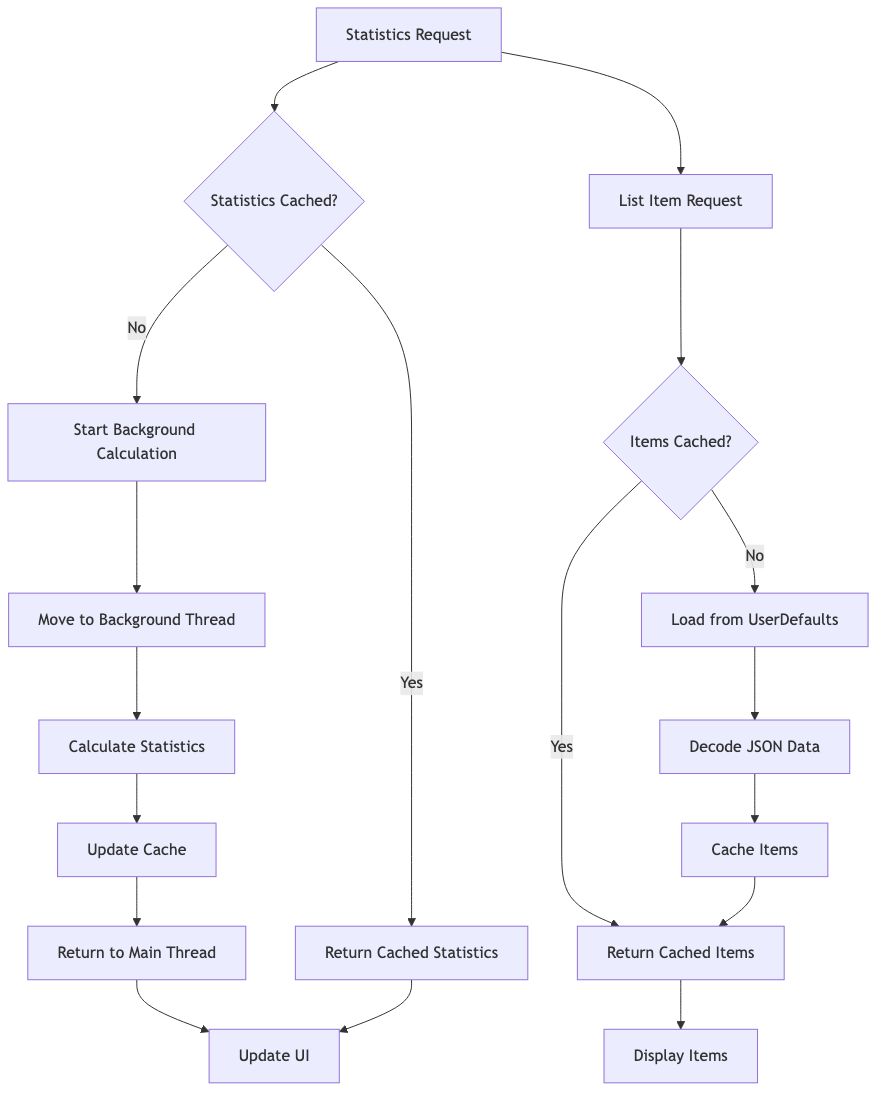 Statistics Request
Statistics Cached?
List Item Request
No
Start Background
Calculation
Items Cached?
No
Move to Background Thread
Load from UserDefaults
Yes
Calculate Statistics
Yes
Decode JSON Data
Update Cache
Cache Items
Return to Main Thread
Return Cached Statistics
Return Cached Items
Update UI
Display Items